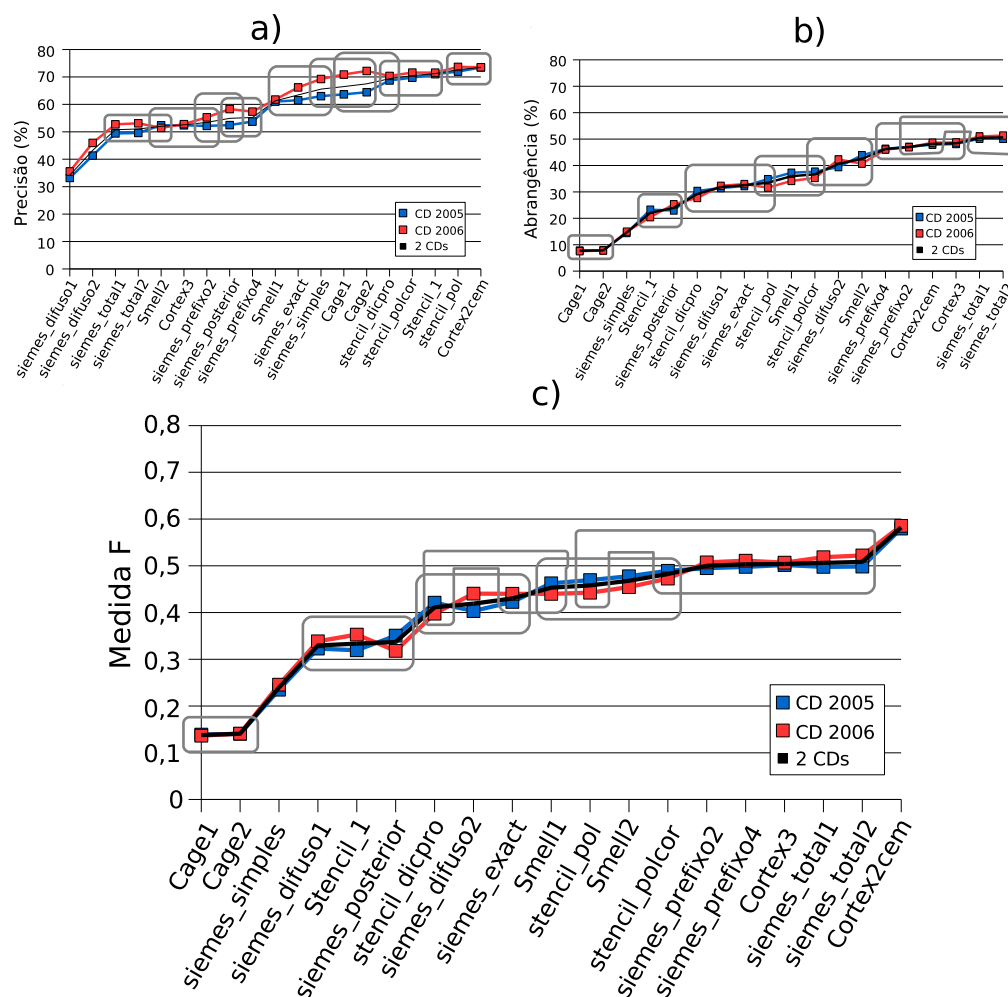 a)
Precisão (%)
80
70
60
50
40
30
20
10
0
CD 2005
CD 2006
2 CDs
siemes_difuso1
siemes_difuso2
siemes_total1
siemes_total2
Smell2
Cortex3
siemes_prefixo2
siemes_posterior
siemes_prefixo4
Smell1
siemes_exact
siemes_simples
Cage1
Cage2
stencil_dicpro
stencil_polcor
Stencil_1
stencil_pol
Cortex2cem
b)
Abrangência (%)
80
70
60
50
40
30
20
10
0
CD 2005
CD 2006
2 CDs
Cage1
Cage2
siemes_simples
Stencil_1
siemes_posterior
stencil_dicpro
siemes_difuso1
siemes_exact
stencil_pol
Smell1
stencil_polcor
siemes_difuso2
Smell2
siemes_prefixo4
siemes_prefixo2
Cortex2cem
Cortex3
siemes_total1
siemes_total2
c)
Medida F
0,8
0,7
0,6
0,5
0,4
0,3
0,2
0,1
0
CD 2005
CD 2006
2 CDs
Cage1
Cage2
siemes_simples
siemes_difuso1
Stencil_1
siemes_posterior
stencil_dicpro
siemes_difuso2
siemes_exact
Smell1
stencil_pol
Smell2
stencil_polcor
siemes_prefixo2
siemes_prefixo4
Cortex3
siemes_total1
siemes_total2
Cortex2cem